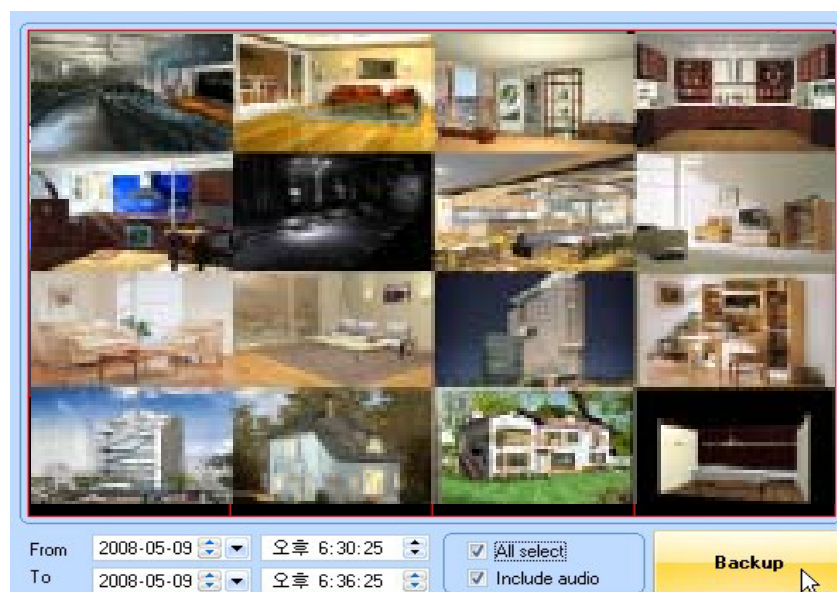 From 2008-05-09 오후 6:30:25
All select
To 2008-05-09 오후 6:36:25
Include audio
Backup